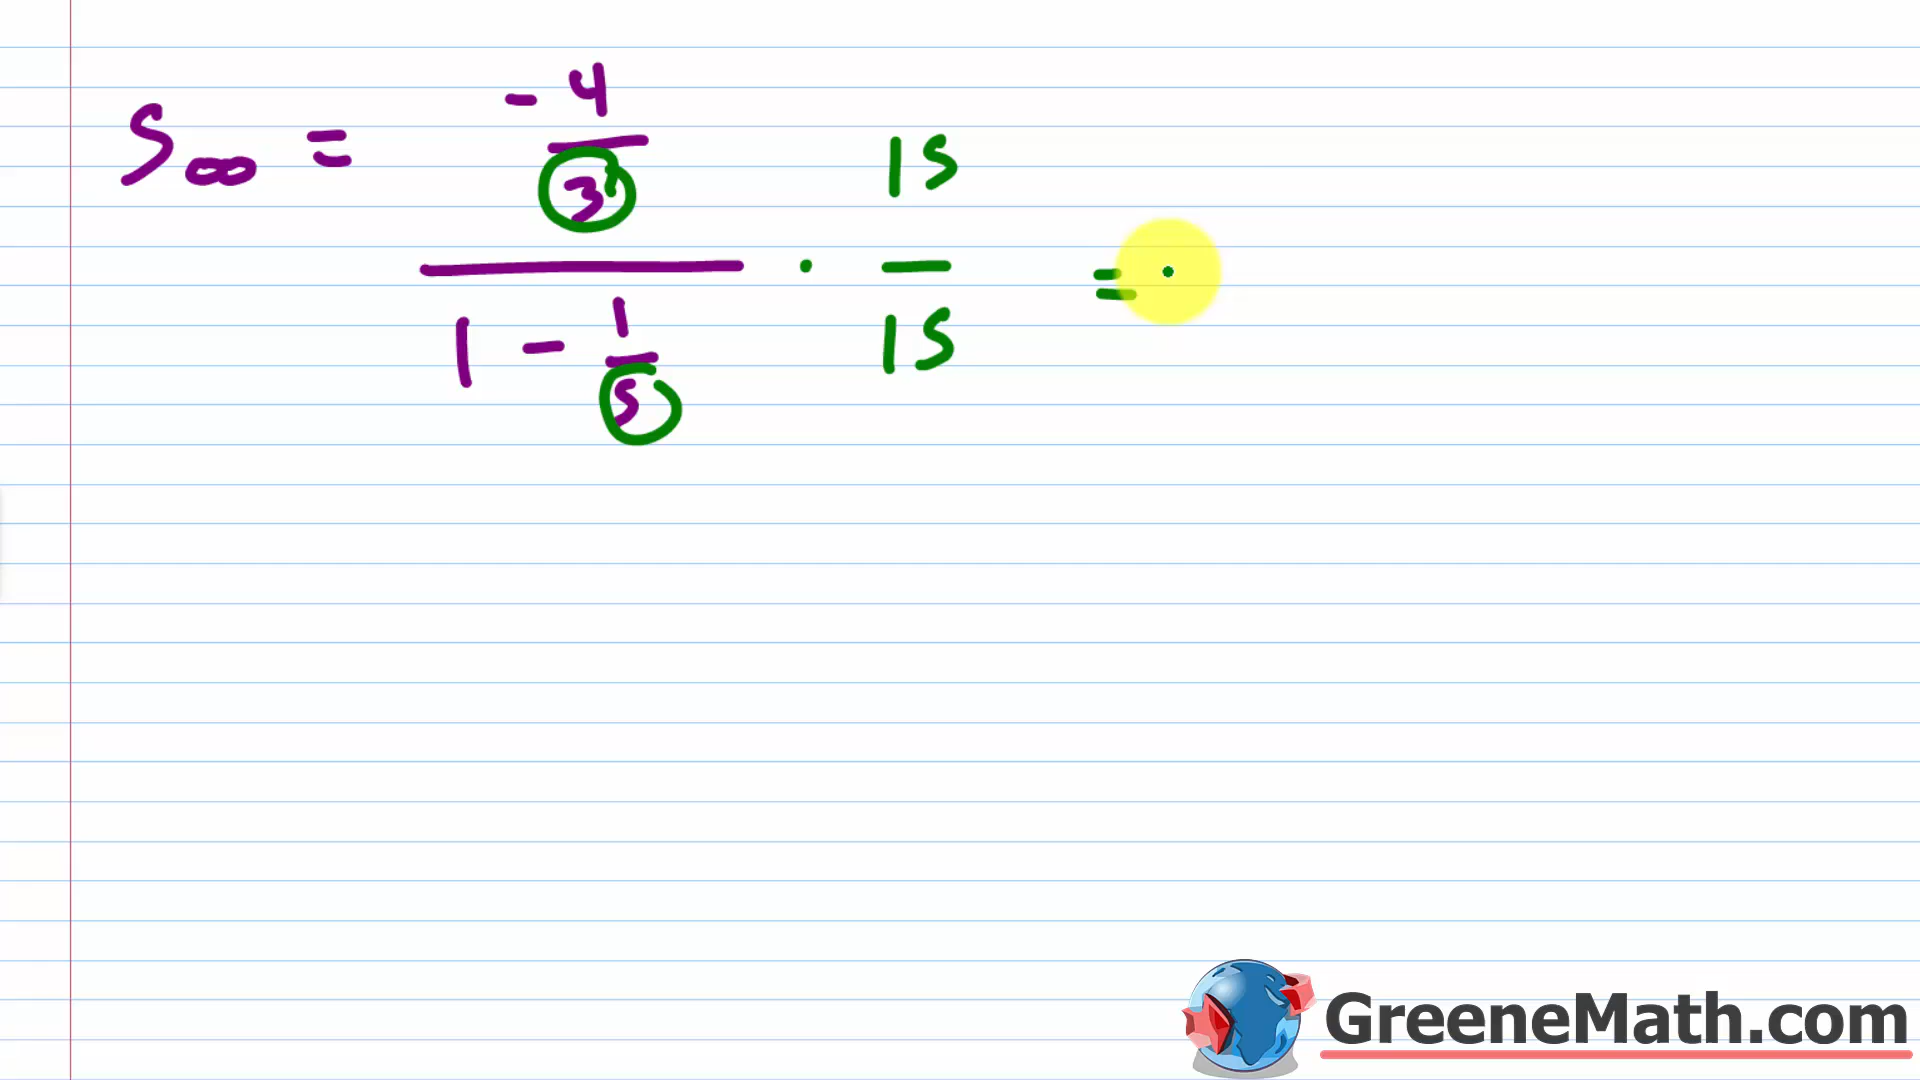 S∞ = (-4/3)/(1 - 1/5) · 15/15 =
GreeneMath.com